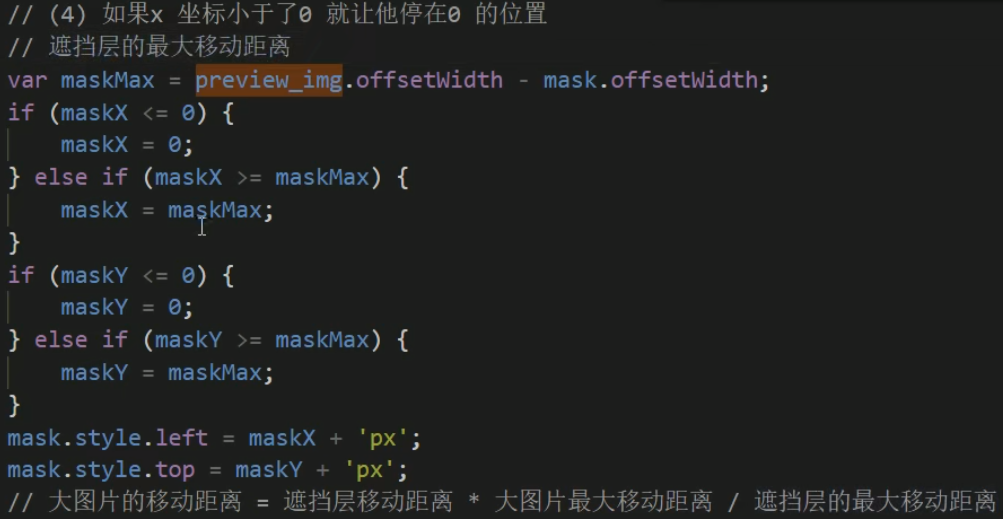 // (4) 如果x 坐标小于了0 就让他停在0 的位置
// 遮挡层的最大移动距离
var maskMax = preview_img.offsetWidth - mask.offsetWidth;
if (maskX <= 0) {
    maskX = 0;
} else if (maskX >= maskMax) {
    maskX = maskMax;
}
if (maskY <= 0) {
    maskY = 0;
} else if (maskY >= maskMax) {
    maskY = maskMax;
}
mask.style.left = maskX + 'px';
mask.style.top = maskY + 'px';
// 大图片的移动距离 = 遮挡层移动距离 * 大图片最大移动距离 / 遮挡层的最大移动距离